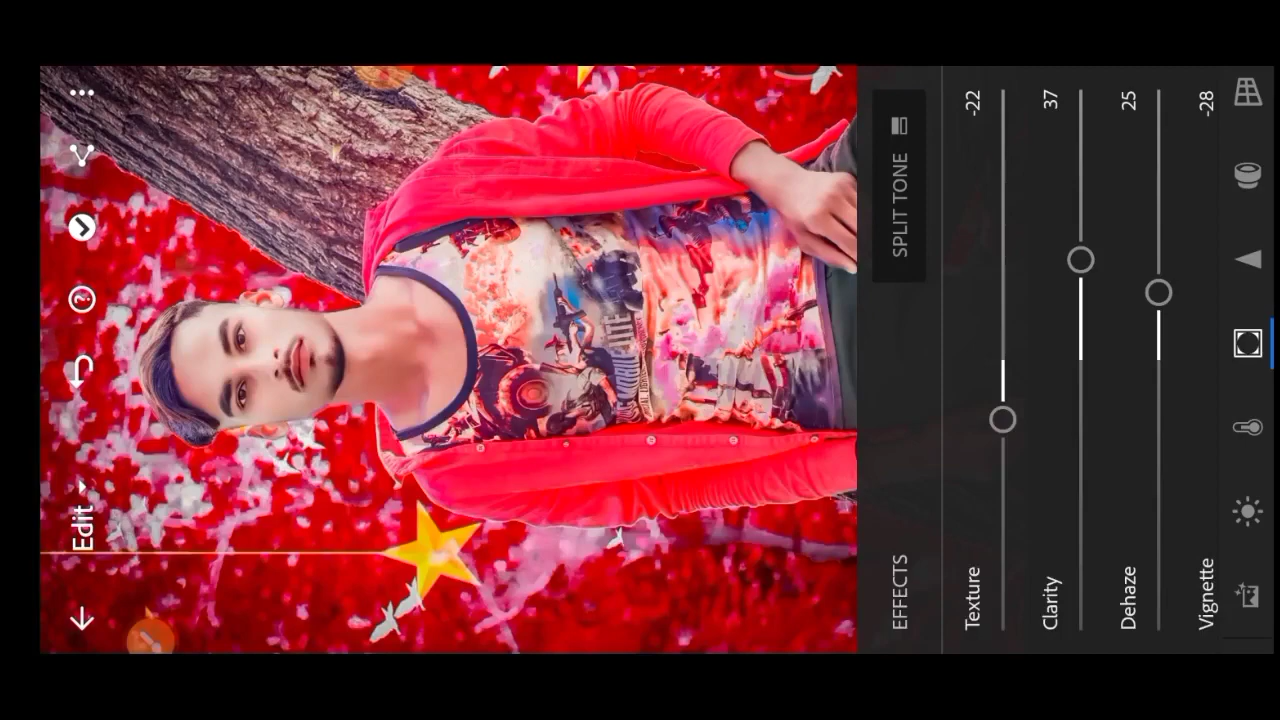 Edit
EFFECTS
SPLIT TONE
Texture
-22
Clarity
37
Dehaze
25
Vignette
-28